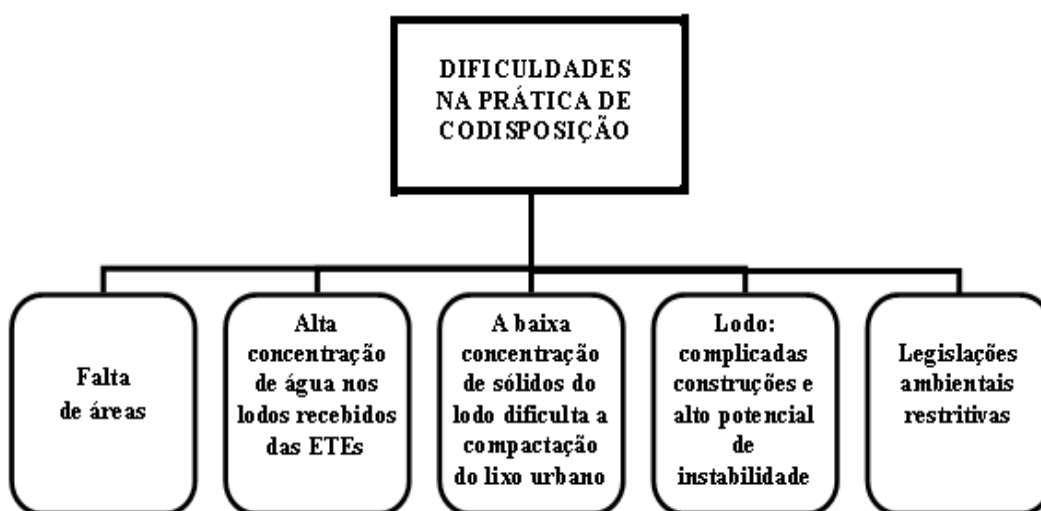 DIFICULDADES
NA PRÁTICA DE
CODISPOSIÇÃO
Falta
de áreas
Alta
concentração
de água nos
lodos recebidos
das ETEs
A baixa
concentração
de sólidos do
lodo dificulta a
compactação
do lixo urbano
Lodo:
complicadas
construções e
alto potencial
de
instabilidade
Legislações
ambientais
restritivas